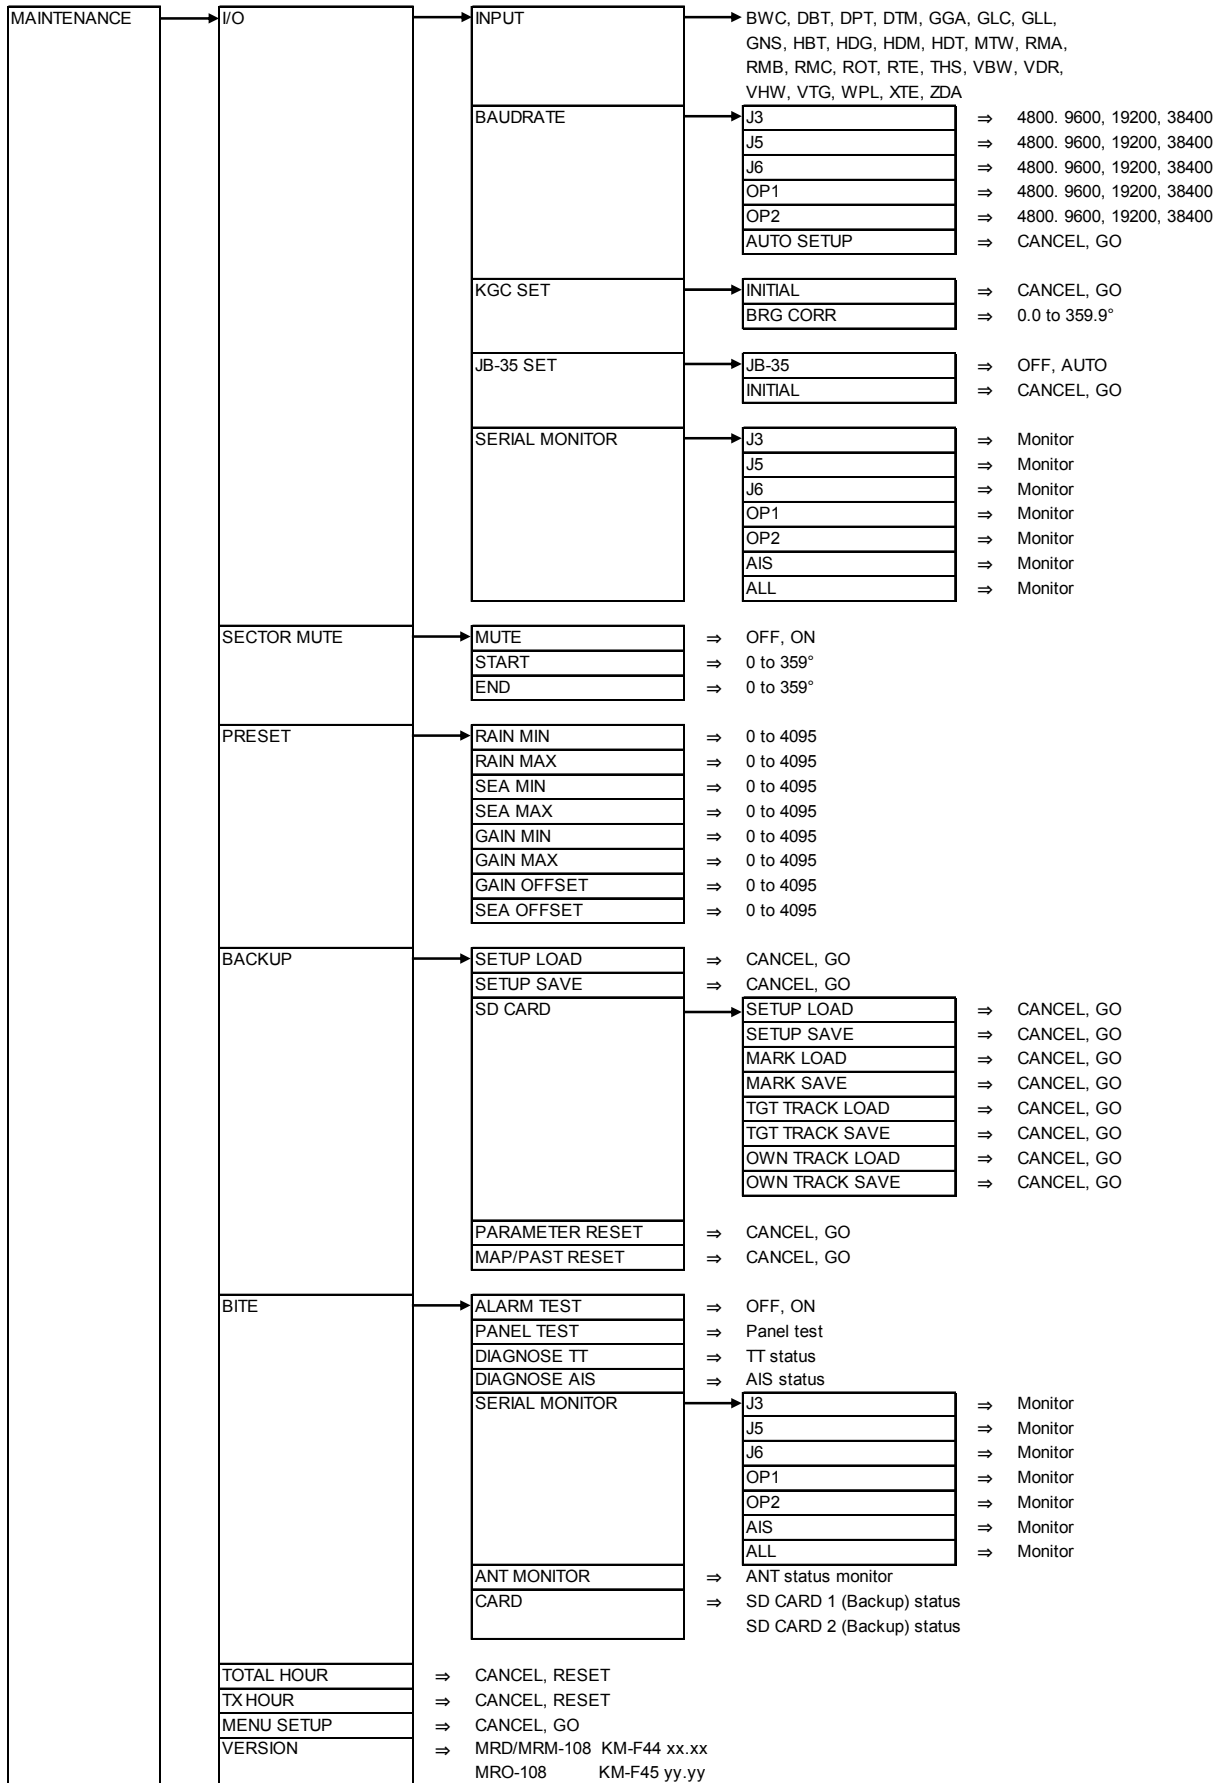 MAINTENANCE I/O INPUT BWC, DBT, DPT, DTM, GGA, GLC, GLL,
GNS, HBT, HDG, HDM, HDT, MTW, RMA,
RMB, RMC, ROT, RTE, THS, VBW, VDR,
VHW, VTG, WPL, XTE, ZDA
BAUDRATE J3 ⇒ 4800. 9600, 19200, 38400
J5 ⇒ 4800. 9600, 19200, 38400
J6 ⇒ 4800. 9600, 19200, 38400
OP1 ⇒ 4800. 9600, 19200, 38400
OP2 ⇒ 4800. 9600, 19200, 38400
AUTO SETUP ⇒ CANCEL, GO
KGC SET INITIAL ⇒ CANCEL, GO
BRG CORR ⇒ 0.0 to 359.9°
JB-35 SET JB-35 ⇒ OFF, AUTO
INITIAL ⇒ CANCEL, GO
SERIAL MONITOR J3 ⇒ Monitor
J5 ⇒ Monitor
J6 ⇒ Monitor
OP1 ⇒ Monitor
OP2 ⇒ Monitor
AIS ⇒ Monitor
ALL ⇒ Monitor
SECTOR MUTE MUTE ⇒ OFF, ON
START ⇒ 0 to 359°
END ⇒ 0 to 359°
PRESET RAIN MIN ⇒ 0 to 4095
RAIN MAX ⇒ 0 to 4095
SEA MIN ⇒ 0 to 4095
SEA MAX ⇒ 0 to 4095
GAIN MIN ⇒ 0 to 4095
GAIN MAX ⇒ 0 to 4095
GAIN OFFSET ⇒ 0 to 4095
SEA OFFSET ⇒ 0 to 4095
BACKUP SETUP LOAD ⇒ CANCEL, GO
SETUP SAVE ⇒ CANCEL, GO
SD CARD SETUP LOAD ⇒ CANCEL, GO
SETUP SAVE ⇒ CANCEL, GO
MARK LOAD ⇒ CANCEL, GO
MARK SAVE ⇒ CANCEL, GO
TGT TRACK LOAD ⇒ CANCEL, GO
TGT TRACK SAVE ⇒ CANCEL, GO
OWN TRACK LOAD ⇒ CANCEL, GO
OWN TRACK SAVE ⇒ CANCEL, GO
PARAMETER RESET ⇒ CANCEL, GO
MAP/PAST RESET ⇒ CANCEL, GO
BITE ALARM TEST ⇒ OFF, ON
PANEL TEST ⇒ Panel test
DIAGNOSE TT ⇒ TT status
DIAGNOSE AIS ⇒ AIS status
SERIAL MONITOR J3 ⇒ Monitor
J5 ⇒ Monitor
J6 ⇒ Monitor
OP1 ⇒ Monitor
OP2 ⇒ Monitor
AIS ⇒ Monitor
ALL ⇒ Monitor
ANT MONITOR ⇒ ANT status monitor
CARD ⇒ SD CARD 1 (Backup) status
SD CARD 2 (Backup) status
TOTAL HOUR ⇒ CANCEL, RESET
TX HOUR ⇒ CANCEL, RESET
MENU SETUP ⇒ CANCEL, GO
VERSION ⇒ MRD/MRM-108 KM-F44 xx.xx
MRO-108 KM-F45 yy.yy